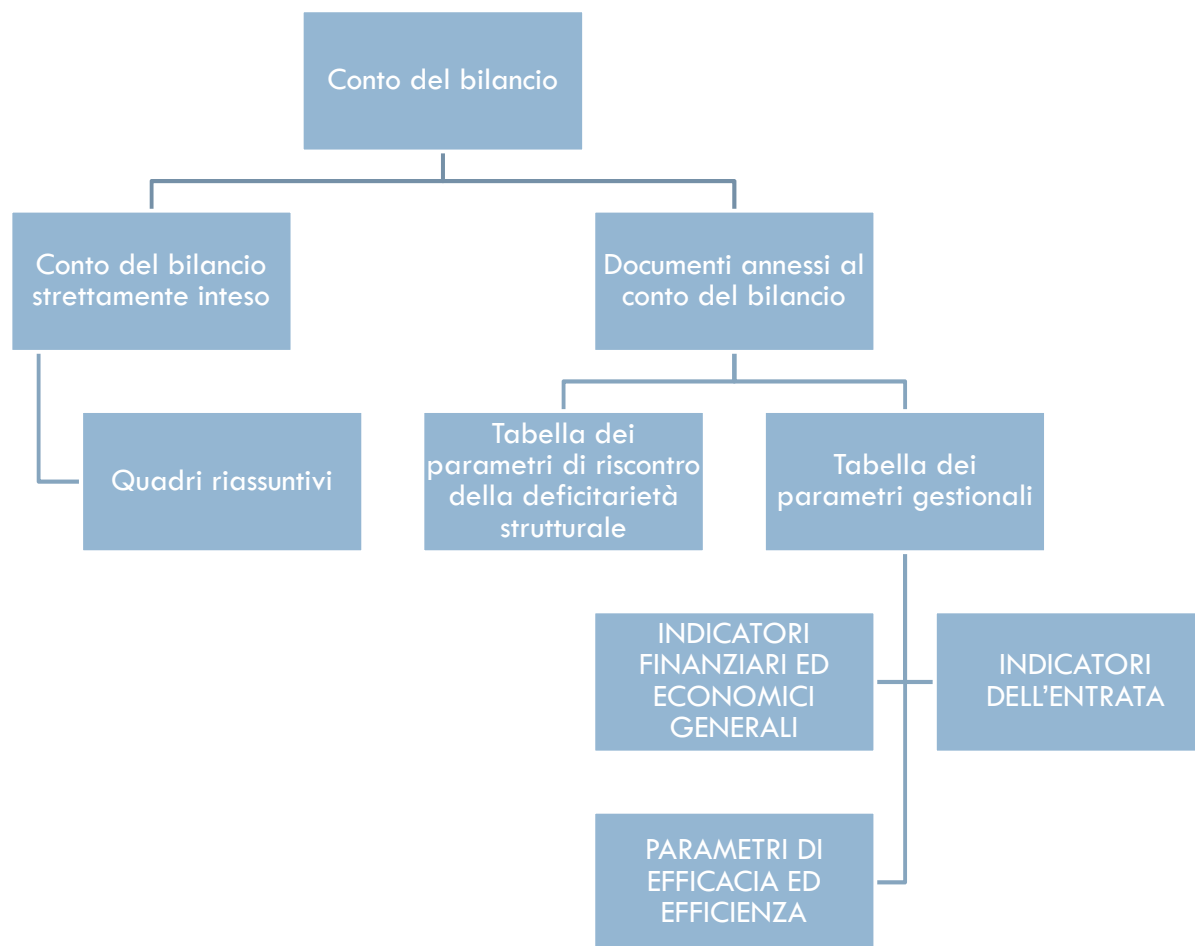 Conto del bilancio
Conto del bilancio
strettamente inteso
Documenti annessi al
conto del bilancio
Quadri riassuntivi
Tabella dei
parametri di riscontro
della deficitarietà
strutturale
Tabella dei
parametri gestionali
INDICATORI
FINANZIARI ED
ECONOMICI
GENERALI
INDICATORI
DELL’ENTRATA
PARAMETRI DI
EFFICACIA ED
EFFICIENZA